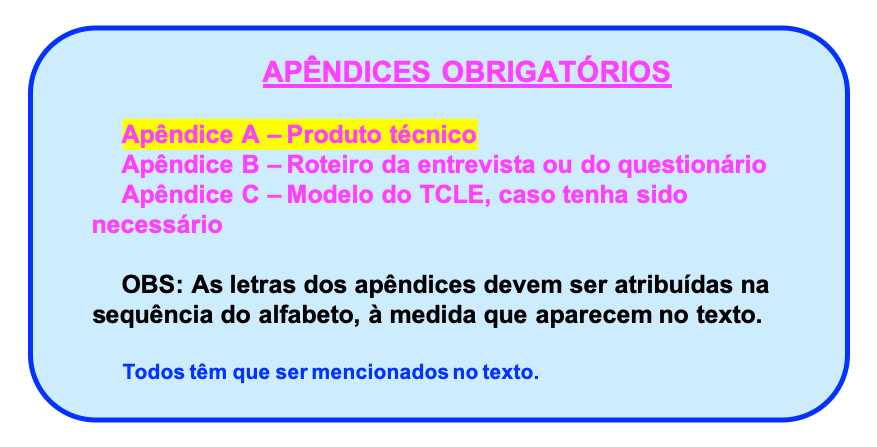 APÊNDICES OBRIGATÓRIOS
Apêndice A – Produto técnico
Apêndice B – Roteiro da entrevista ou do questionário
Apêndice C – Modelo do TCLE, caso tenha sido
necessário
OBS: As letras dos apêndices devem ser atribuídas na
sequência do alfabeto, à medida que aparecem no texto.
Todos têm que ser mencionados no texto.